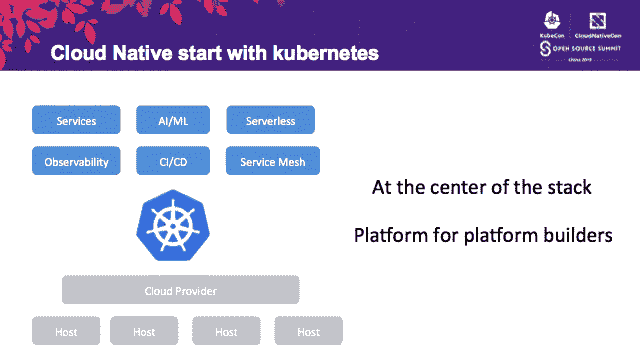 Cloud Native start with kubernetes
KubeCon
CloudNativeCon
OPEN SOURCE SUMMIT
China 2019
Services
AI/ML
Serverless
Observability
CI/CD
Service Mesh
At the center of the stack
Platform for platform builders
Cloud Provider
Host
Host
Host
Host